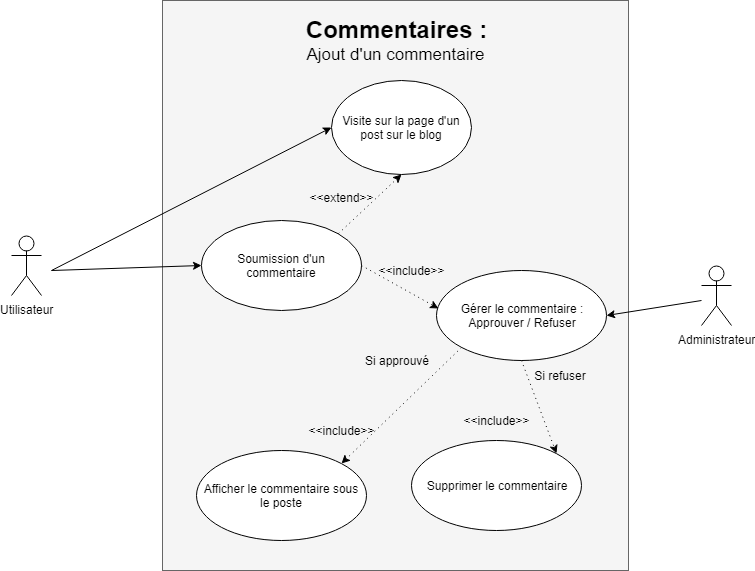 Commentaires :
Ajout d'un commentaire
Visite sur la page d'un
post sur le blog
<<extend>>
Soumission d'un
commentaire
<<include>>
Utilisateur
Gérer le commentaire :
Approuver / Refuser
Administrateur
Si approuvé
Si refuser
<<include>>
<<include>>
Afficher le commentaire sous
le poste
Supprimer le commentaire